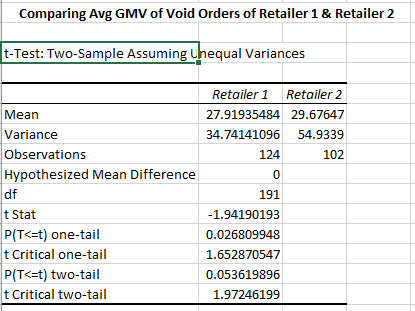 Comparing Avg GMV of Void Orders of Retailer 1 & Retailer 2
t-Test: Two-Sample Assuming Unequal Variances
Retailer 1 Retailer 2
Mean 27.91935484 29.67647
Variance 34.74141096 54.9339
Observations 124 102
Hypothesized Mean Difference 0
df 191
t Stat -1.94190193
P(T<=t) one-tail 0.026809948
t Critical one-tail 1.652870547
P(T<=t) two-tail 0.053619896
t Critical two-tail 1.97246199